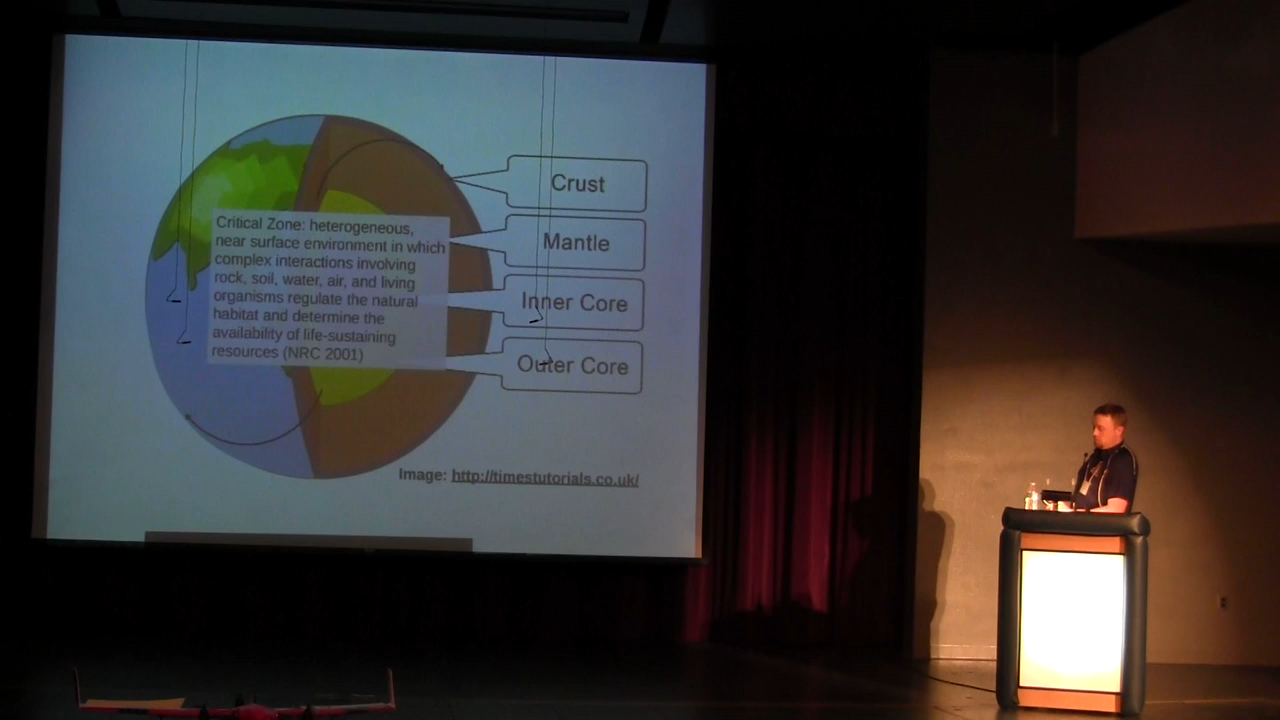 Crust
Mantle
Inner Core
Outer Core
Critical Zone: heterogeneous,
near surface environment in which
complex interactions involving
rock, soil, water, air, and living
organisms regulate the natural
habitat and determine the
availability of life-sustaining
resources (NRC 2001)
Image: http://timestutorials.co.uk/